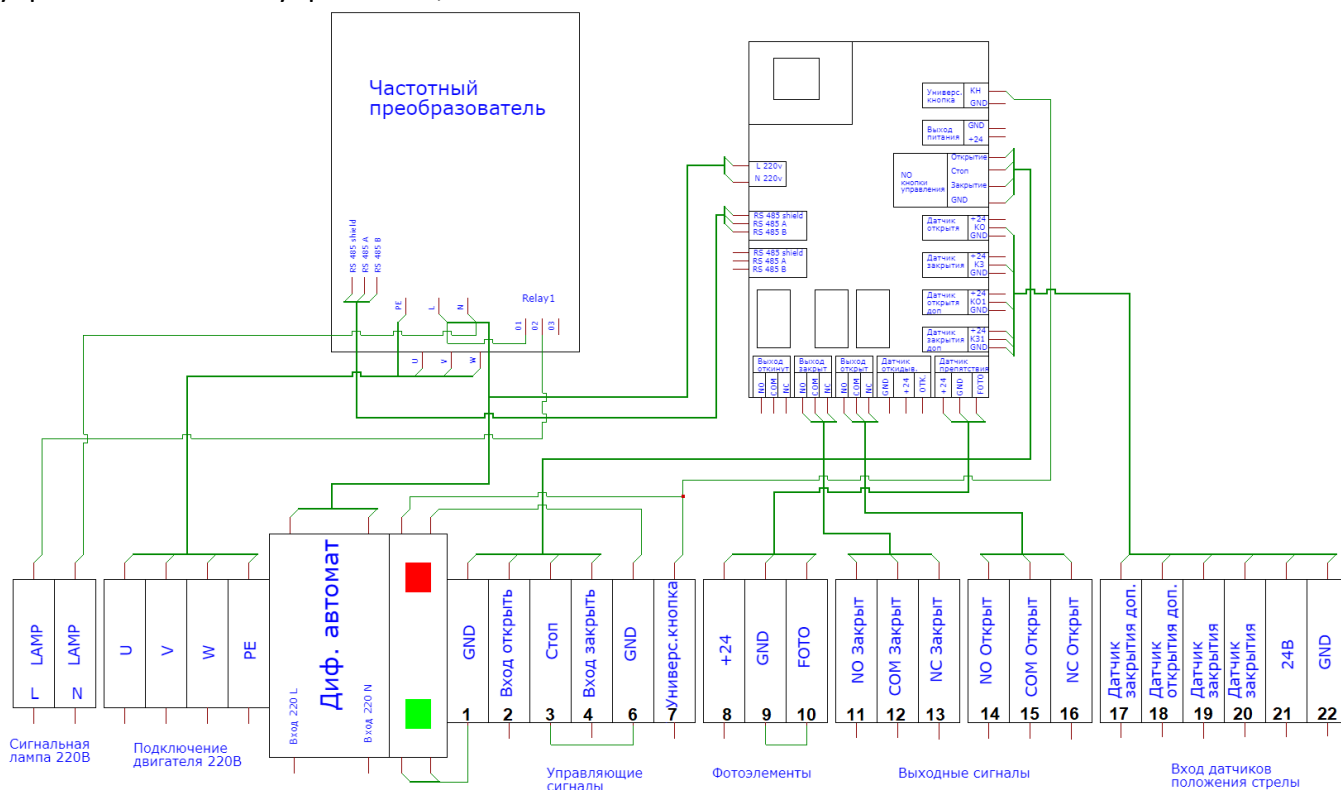 Частотный
преобразователь
RS 485 shield
RS 485 A
RS 485 B
PE
L
N
Relay1
01
02
03
U
V
W
L 220v
N 220v
RS 485 shield
RS 485 A
RS 485 B
RS 485 shield
RS 485 A
RS 485 B
Универс.
кнопка
КН
GND
Выход
питания
GND
+24
NO
кнопки
управления
Открытие
Стоп
Закрытие
GND
Датчик
открытя
+24
КО
GND
Датчик
закрытия
+24
КЗ
GND
Датчик
открытя
доп
+24
КО1
GND
Датчик
закрытия
доп
+24
К31
GND
Выход
откинут
NO
COM
NC
Выход
закрыт
NO
COM
NC
Выход
открыт
NO
COM
NC
Датчик
откидыв.
GND
+24
ОТК.
Датчик
препятствия
+24
GND
FOTO
LAMP
L
LAMP
N
U
V
W
PE
Диф. автомат
Вход 220 L
Вход 220 N
GND
1
Вход открыть
2
Стоп
3
Вход закрыть
4
GND
6
Универс.кнопка
7
+24
8
GND
9
FOTO
10
NO Закрыт
11
COM Закрыт
12
NC Закрыт
13
NO Открыт
14
COM Открыт
15
NC Открыт
16
Датчик
закрытия доп.
17
Датчик
открытия доп.
18
Датчик
закрытия
19
Датчик
закрытия
20
24В
21
GND
22
Сигнальная
лампа 220В
Подключение
двигателя 220В
Управляющие
сигналы
Фотоэлементы
Выходные сигналы
Вход датчиков
положения стрелы